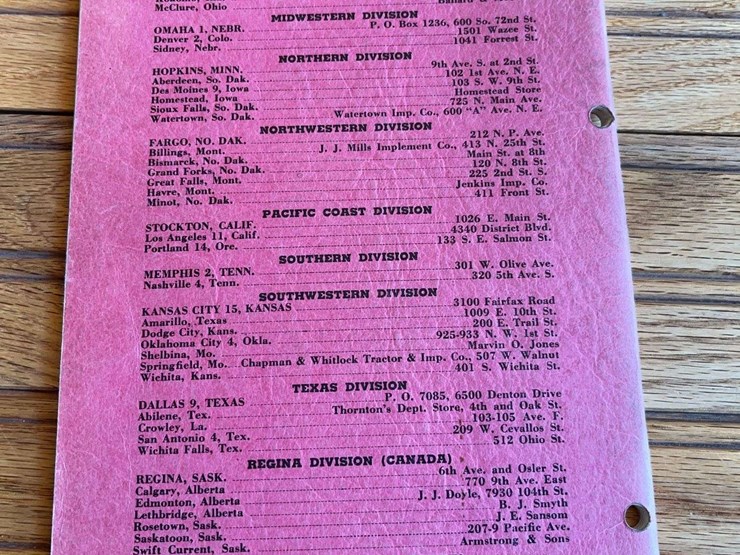 McClure, Ohio
MIDWESTERN DIVISION
OMAHA 1, NEBR. P. O. Box 1236, 600 So. 72nd St.
Denver 2, Colo. 1501 Wazee St.
Sidney, Nebr. 1041 Forrest St.
NORTHERN DIVISION
HOPKINS, MINN. 9th Ave. S. at 2nd St.
Aberdeen, So. Dak. 102 1st Ave. N. E.
Des Moines 9, Iowa 103 S. W. 9th St.
Homestead, Iowa Homestead Store
Sioux Falls, So. Dak. 725 N. Main Ave.
Watertown, So. Dak. Watertown Imp. Co., 600 "A" Ave. N. E.
NORTHWESTERN DIVISION
FARGO, NO. DAK. 212 N. P. Ave.
Billings, Mont. J. J. Mills Implement Co., 413 N. 25th St.
Bismarck, No. Dak. Main St. at 8th
Grand Forks, No. Dak. 120 N. 8th St.
Great Falls, Mont. 225 2nd St. S.
Havre, Mont. Jenkins Imp. Co.
Minot, No. Dak. 411 Front St.
PACIFIC COAST DIVISION
STOCKTON, CALIF. 1026 E. Main St.
Los Angeles 11, Calif. 4340 District Blvd.
Portland 14, Ore. 133 S. E. Salmon St.
SOUTHERN DIVISION
MEMPHIS 2, TENN. 301 W. Olive Ave.
Nashville 4, Tenn. 320 5th Ave. S.
SOUTHWESTERN DIVISION
KANSAS CITY 15, KANSAS 3100 Fairfax Road
Amarillo, Texas 1009 E. 10th St.
Dodge City, Kans. 200 E. Trail St.
Oklahoma City 4, Okla. 925-933 N. W. 1st St.
Shelbina, Mo. Marvin O. Jones
Springfield, Mo. Chapman & Whitlock Tractor & Imp. Co., 507 W. Walnut
Wichita, Kans. 401 S. Wichita St.
TEXAS DIVISION
DALLAS 9, TEXAS P. O. 7085, 6500 Denton Drive
Abilene, Tex. Thornton's Dept. Store, 4th and Oak St.
Crowley, La. 103-105 Ave. F.
San Antonio 4, Tex. 209 W. Cevallos St.
Wichita Falls, Tex. 512 Ohio St.
REGINA DIVISION (CANADA)
REGINA, SASK. 6th Ave. and Osler St.
Calgary, Alberta 770 9th Ave. East
Edmonton, Alberta J. J. Doyle, 7930 104th St.
Lethbridge, Alberta B. J. Smyth
Rosetown, Sask. J. E. Sansom
Saskatoon, Sask. 207-9 Pacific Ave.
Swift Current, Sask. Armstrong & Sons